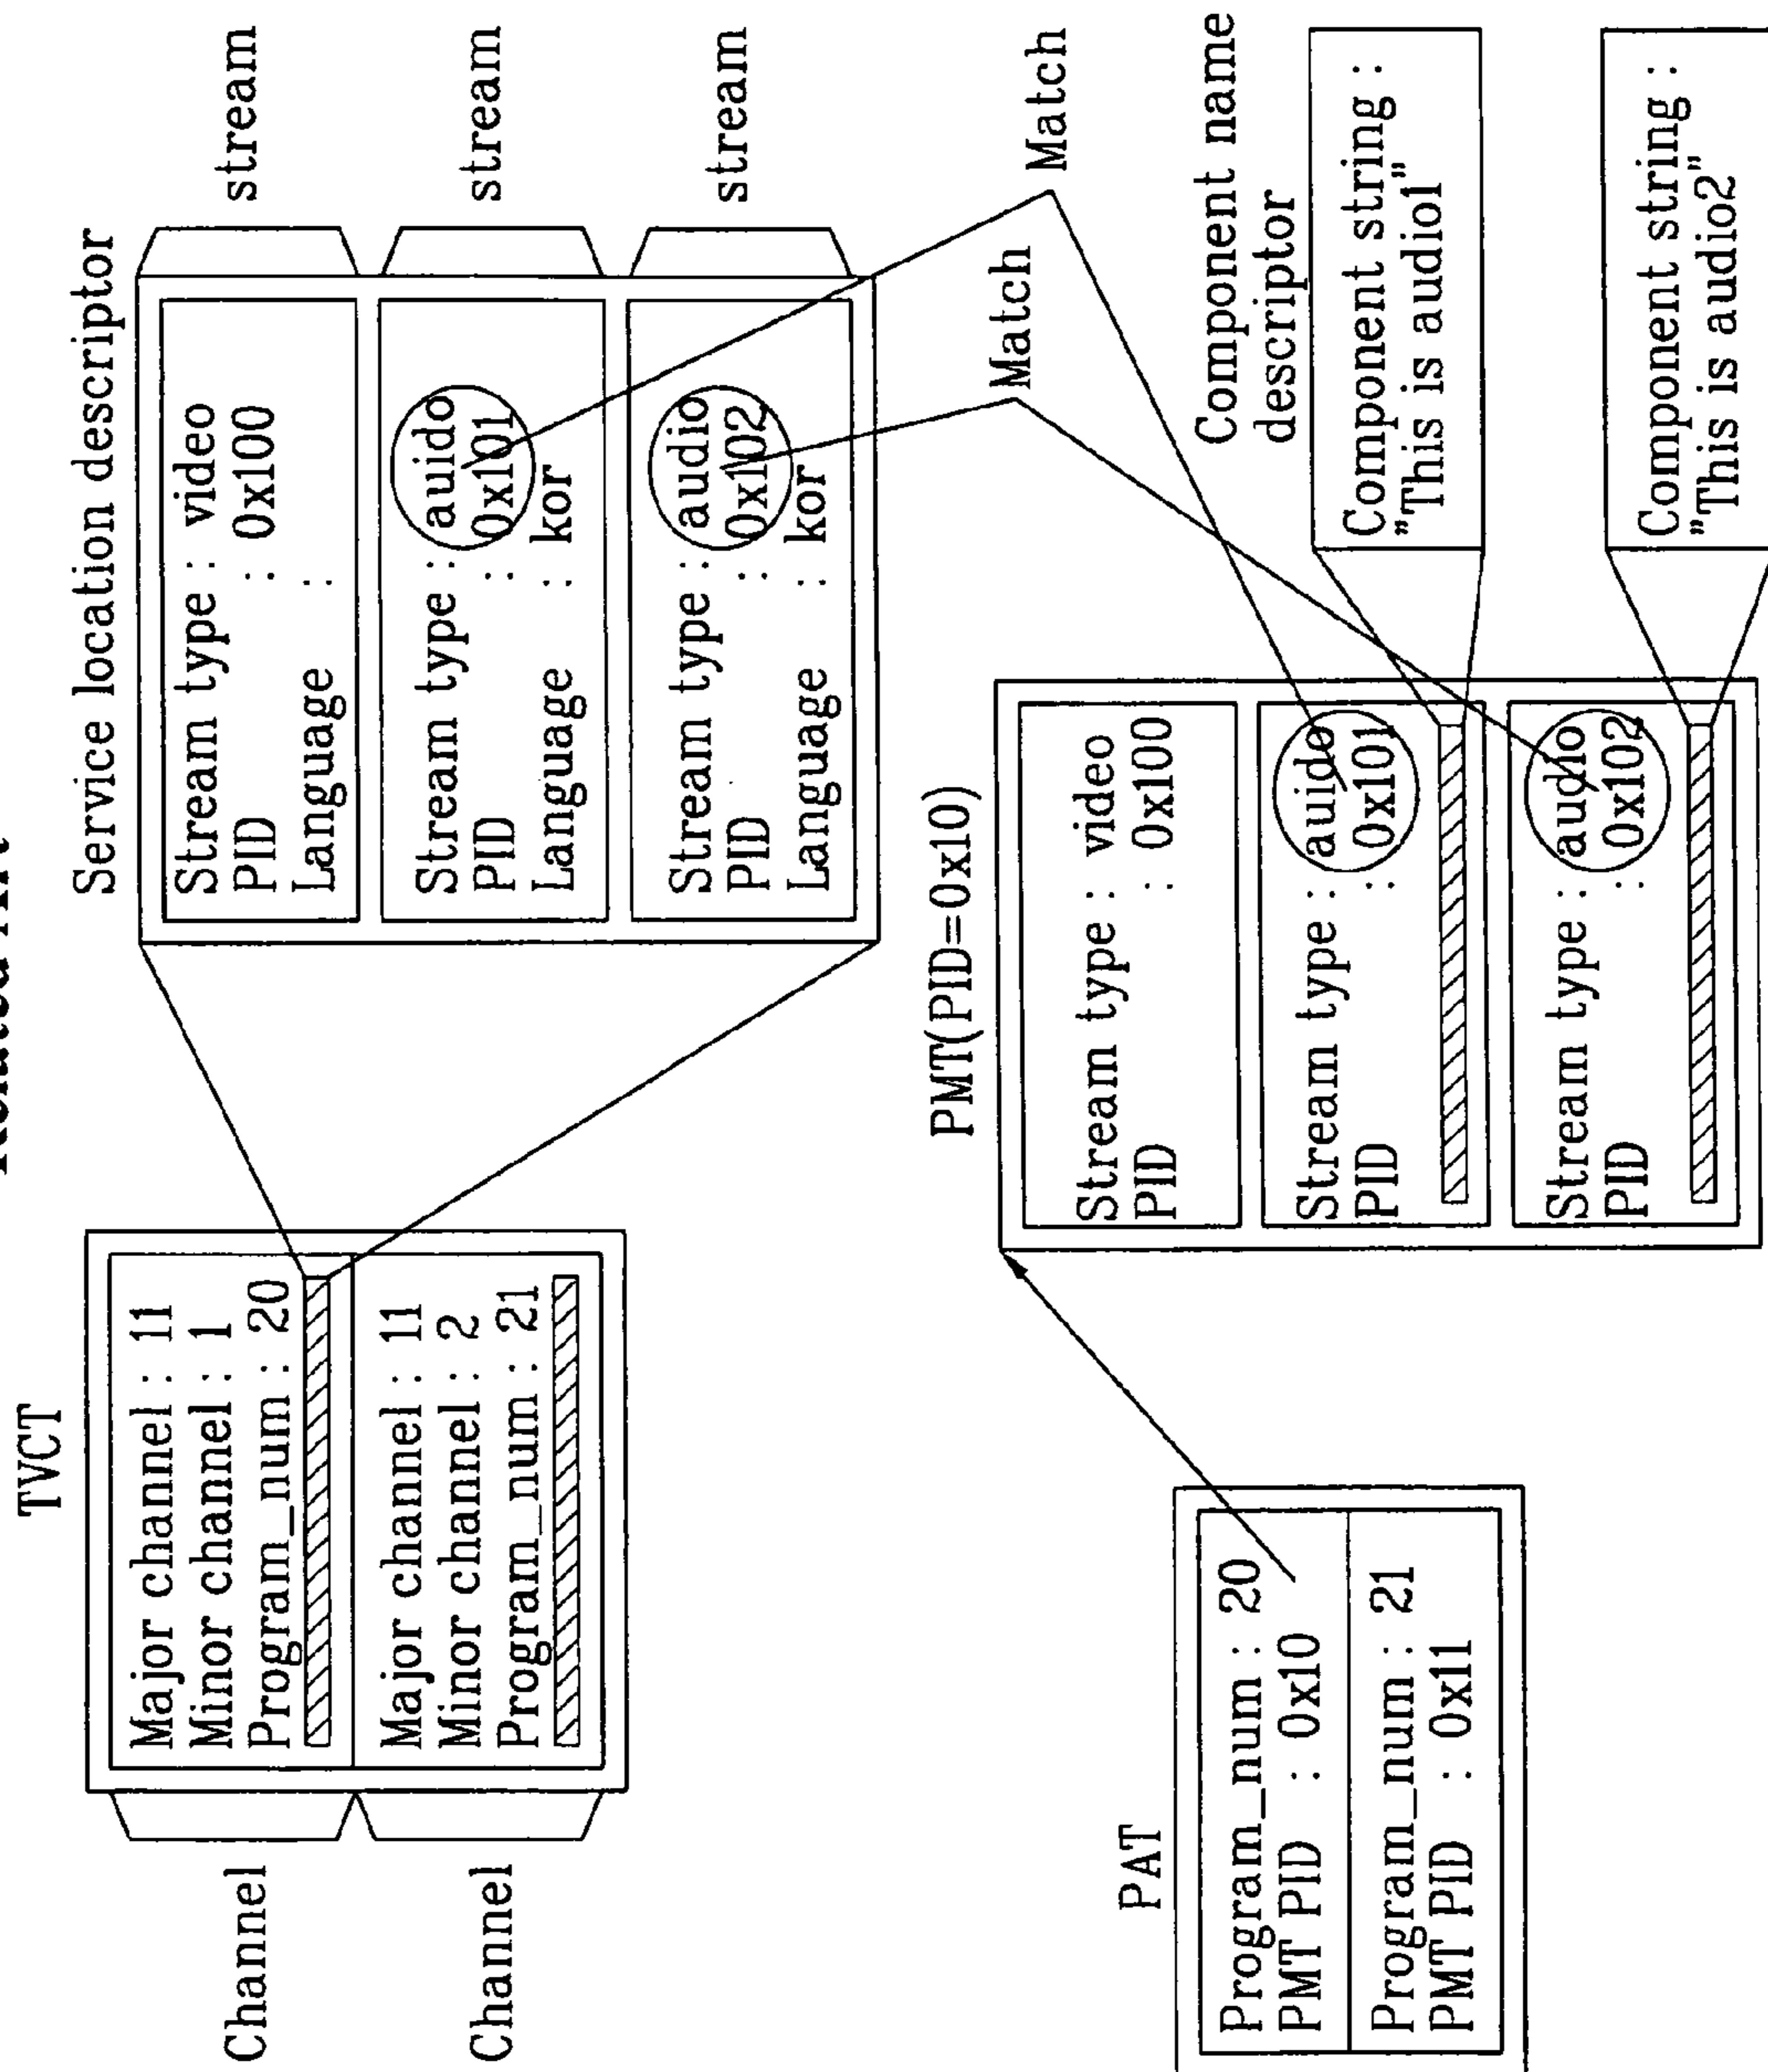 Related Art
TVCT
Channel
Major channel : 11
Minor channel : 1
Program_num : 20
Channel
Major channel : 11
Minor channel : 2
Program_num : 21
Service location descriptor
Stream type : video
PID : 0x100
Language :
stream
Stream type : auido
PID : 0x101
Language : kor
stream
Stream type : audio
PID : 0x102
Language : kor
stream
Match
Match
PAT
Program_num : 20
PMT PID : 0x10
Program_num : 21
PMT PID : 0x11
PMT(PID=0x10)
Stream type : video
PID : 0x100
Stream type : auido
PID : 0x101
Stream type : audio
PID : 0x102
Component name
descriptor
Component string :
"This is audio1"
Component string :
"This is audio2"